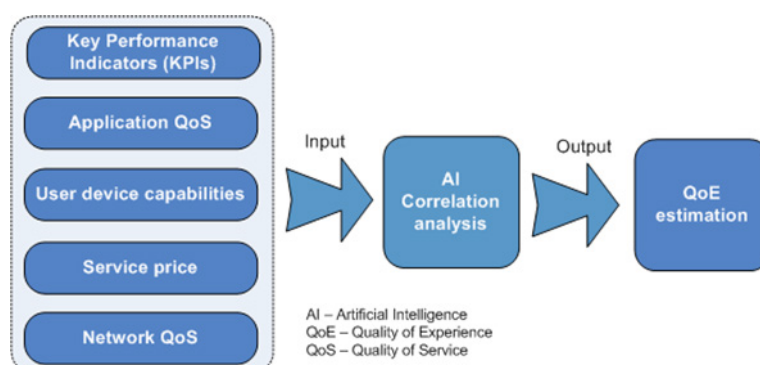 Key Performance
Indicators (KPIs)
Application QoS
User device capabilities
Service price
Network QoS
Input
AI
Correlation
analysis
Output
QoE
estimation
AI – Artificial Intelligence
QoE – Quality of Experience
QoS – Quality of Service